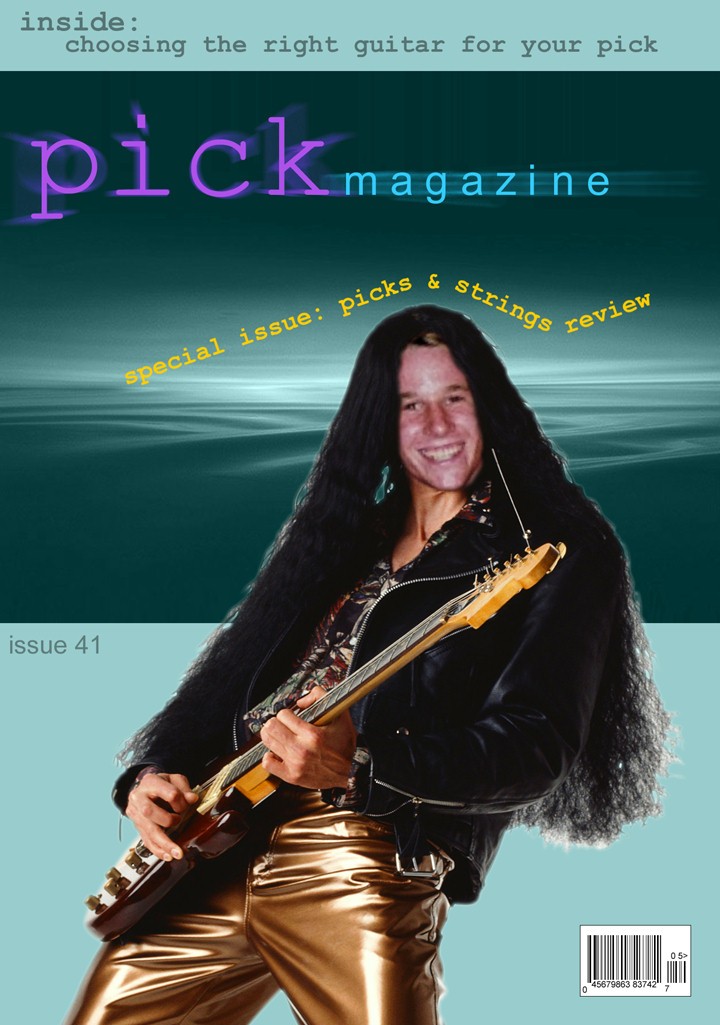 inside:
choosing the right guitar for your pick
pick magazine
special issue: picks & strings review
issue 41
05>
0 45679863 83742 7